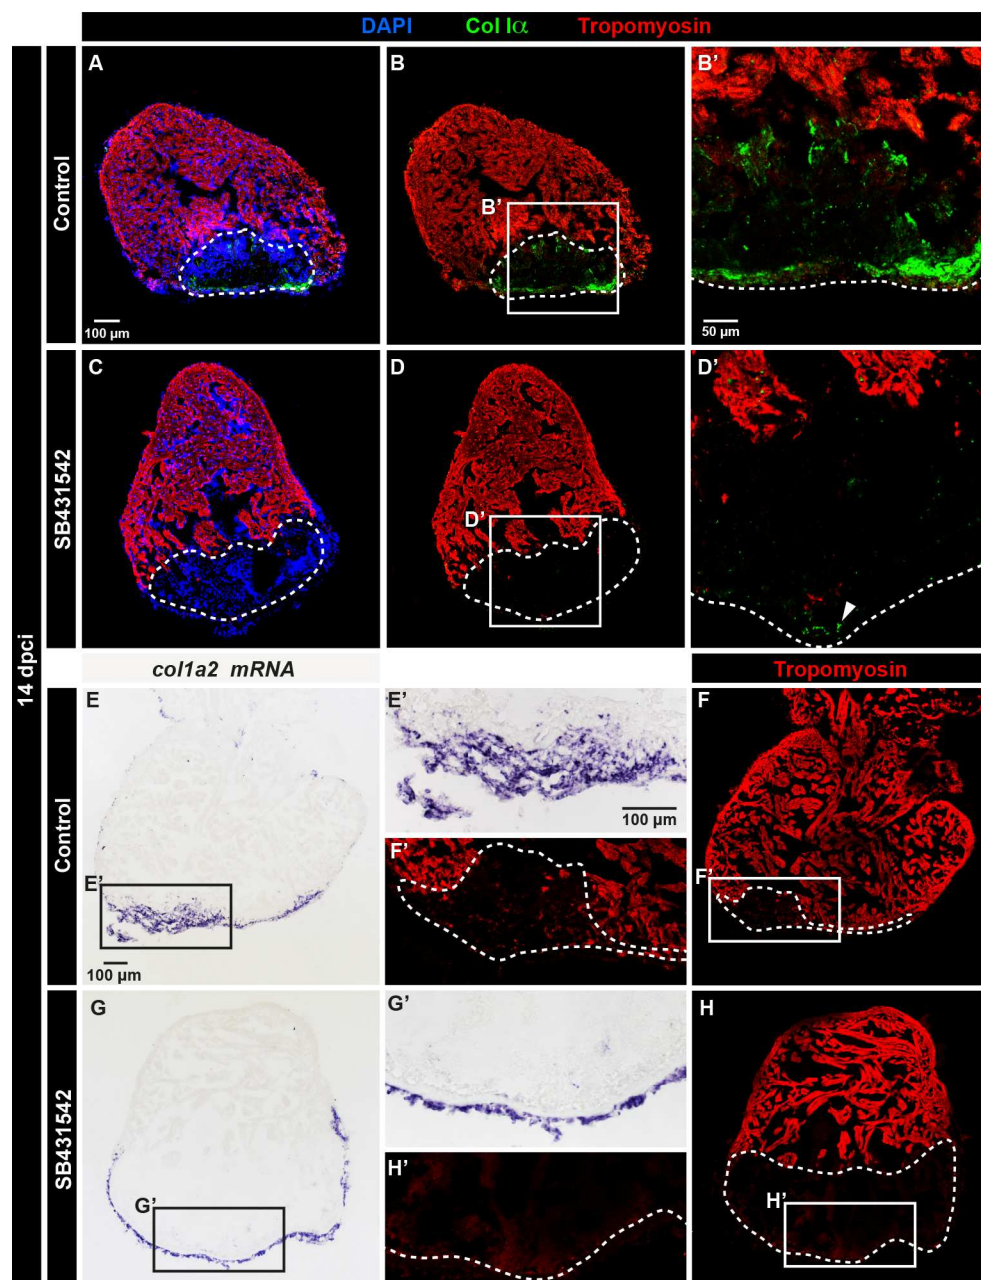 DAPI Col Iα Tropomyosin
14 dpci
Control
A
100 µm
B
B'
B'
50 µm
SB431542
C
D
D'
D'
col1a2 mRNA
Tropomyosin
Control
E
E'
100 µm
E'
100 µm
F'
F
F'
SB431542
G
G'
G'
H'
H
H'